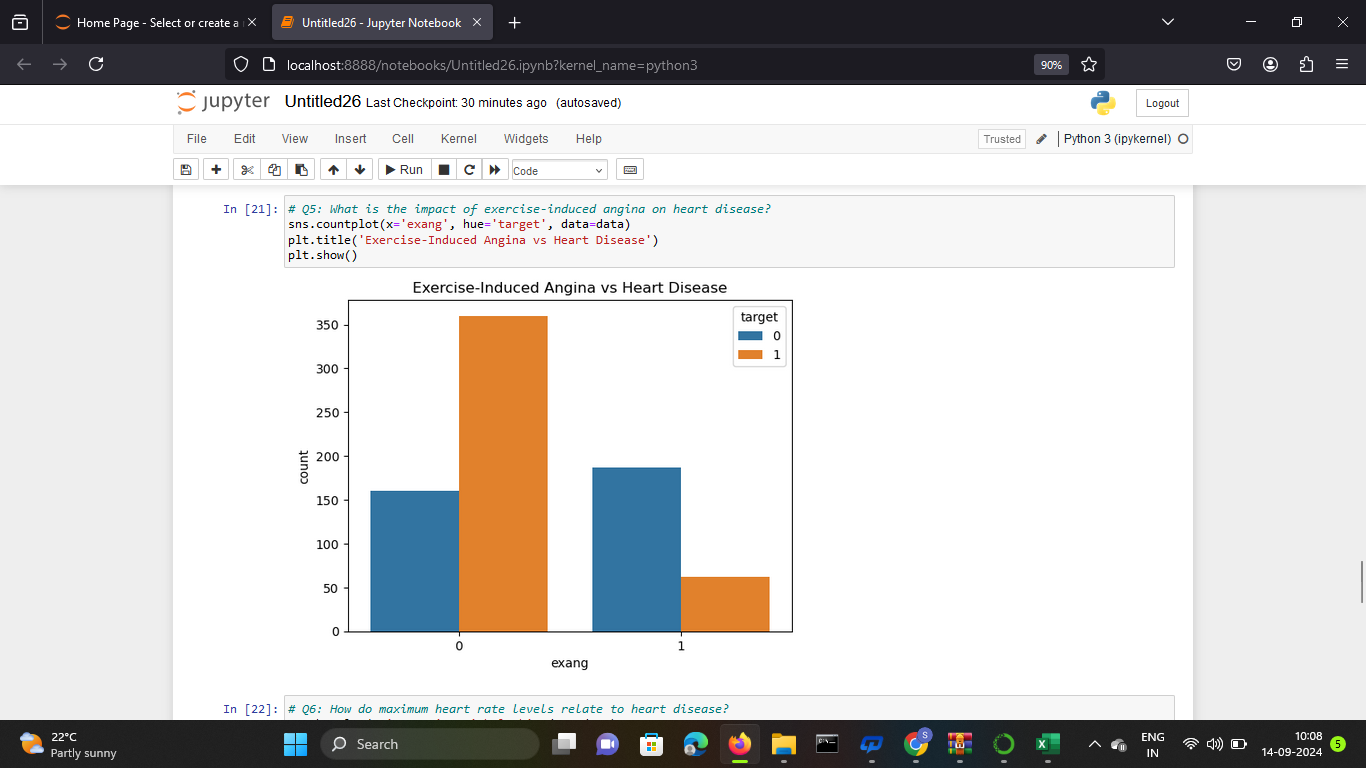 Home Page - Select or create a
Untitled26 - Jupyter Notebook
localhost:8888/notebooks/Untitled26.ipynb?kernel_name=python3
90%
jupyter Untitled26 Last Checkpoint: 30 minutes ago (autosaved)
Logout
File Edit View Insert Cell Kernel Widgets Help
Trusted
Python 3 (ipykernel)
Run
Code
In [21]: # Q5: What is the impact of exercise-induced angina on heart disease?
sns.countplot(x='exang', hue='target', data=data)
plt.title('Exercise-Induced Angina vs Heart Disease')
plt.show()
Exercise-Induced Angina vs Heart Disease
target
0
1
350
300
250
200
150
100
50
0
count
0 1
exang
In [22]: # Q6: How do maximum heart rate levels relate to heart disease?
22°C
Partly sunny
Search
S
ENG
IN
10:08
14-09-2024
5